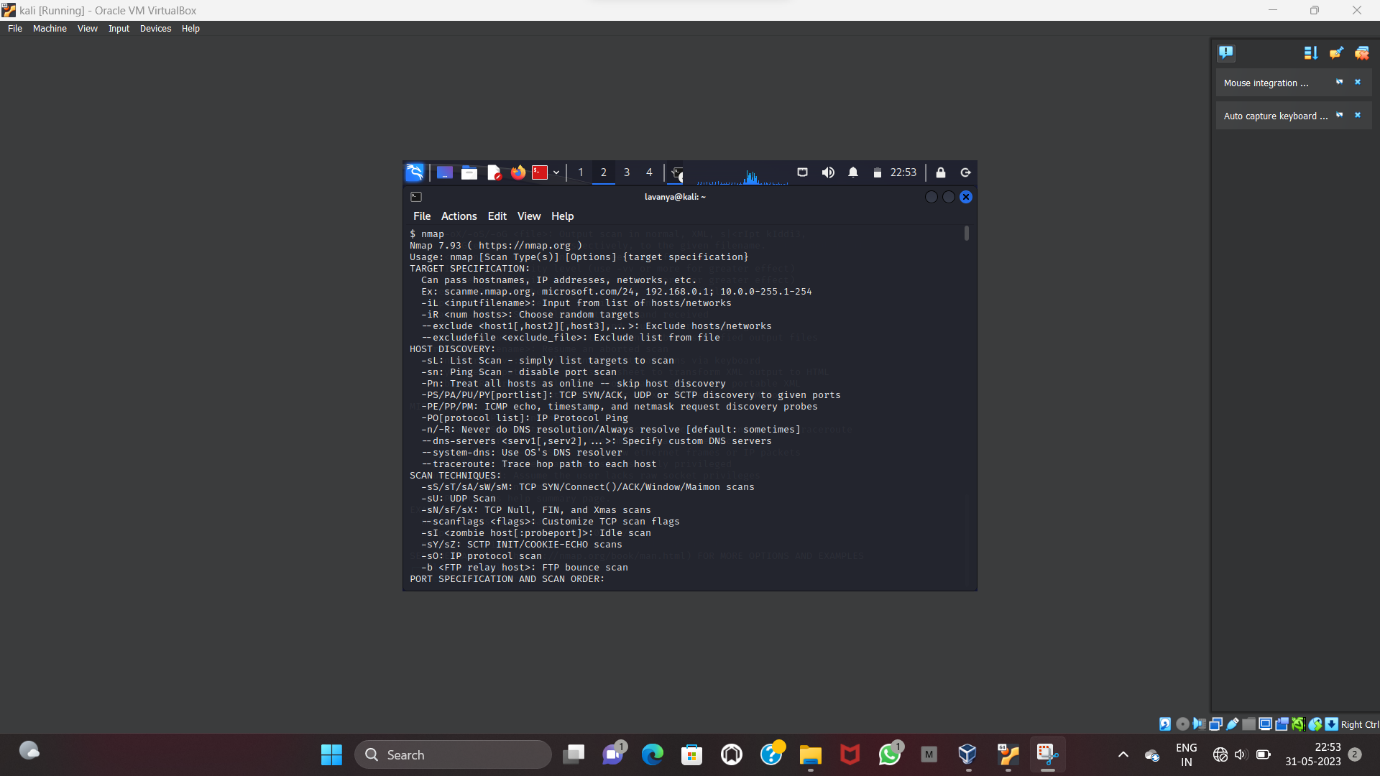 kali [Running] - Oracle VM VirtualBox
File Machine View Input Devices Help
Mouse integration ...
Auto capture keyboard ...
1 2 3 4 22:53
lavanya@kali: ~
File Actions Edit View Help
$ nmap
Nmap 7.93 ( https://nmap.org )
Usage: nmap [Scan Type(s)] [Options] {target specification}
TARGET SPECIFICATION:
Can pass hostnames, IP addresses, networks, etc.
Ex: scanme.nmap.org, microsoft.com/24, 192.168.0.1; 10.0.0-255.1-254
-iL <inputfilename>: Input from list of hosts/networks
-iR <num hosts>: Choose random targets
--exclude <host1[,host2][,host3],...>: Exclude hosts/networks
--excludefile <exclude_file>: Exclude list from file
HOST DISCOVERY:
-sL: List Scan - simply list targets to scan
-sn: Ping Scan - disable port scan
-Pn: Treat all hosts as online -- skip host discovery
-PS/PA/PU/PY[portlist]: TCP SYN/ACK, UDP or SCTP discovery to given ports
-PE/PP/PM: ICMP echo, timestamp, and netmask request discovery probes
-PO[protocol list]: IP Protocol Ping
-n/-R: Never do DNS resolution/Always resolve [default: sometimes]
--dns-servers <serv1[,serv2],...>: Specify custom DNS servers
--system-dns: Use OS's DNS resolver
--traceroute: Trace hop path to each host
SCAN TECHNIQUES:
-sS/sT/sA/sW/sM: TCP SYN/Connect()/ACK/Window/Maimon scans
-sU: UDP Scan
-sN/sF/sX: TCP Null, FIN, and Xmas scans
--scanflags <flags>: Customize TCP scan flags
-sI <zombie host[:probeport]>: Idle scan
-sY/sZ: SCTP INIT/COOKIE-ECHO scans
-sO: IP protocol scan
-b <FTP relay host>: FTP bounce scan
PORT SPECIFICATION AND SCAN ORDER:
Right Ctrl
Search
1
1
M
ENG
IN
22:53
31-05-2023
2